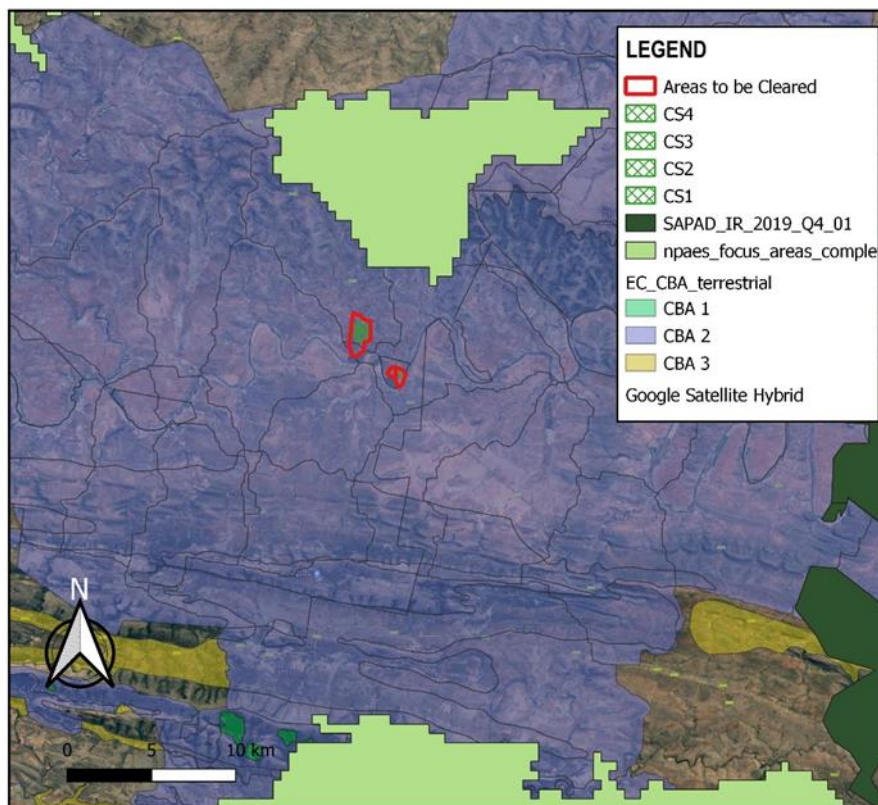 LEGEND
Areas to be Cleared
CS4
CS3
CS2
CS1
SAPAD_IR_2019_Q4_01
npaes_focus_areas_comple
EC_CBA_terrestrial
CBA 1
CBA 2
CBA 3
Google Satellite Hybrid
N
0 5 10 km